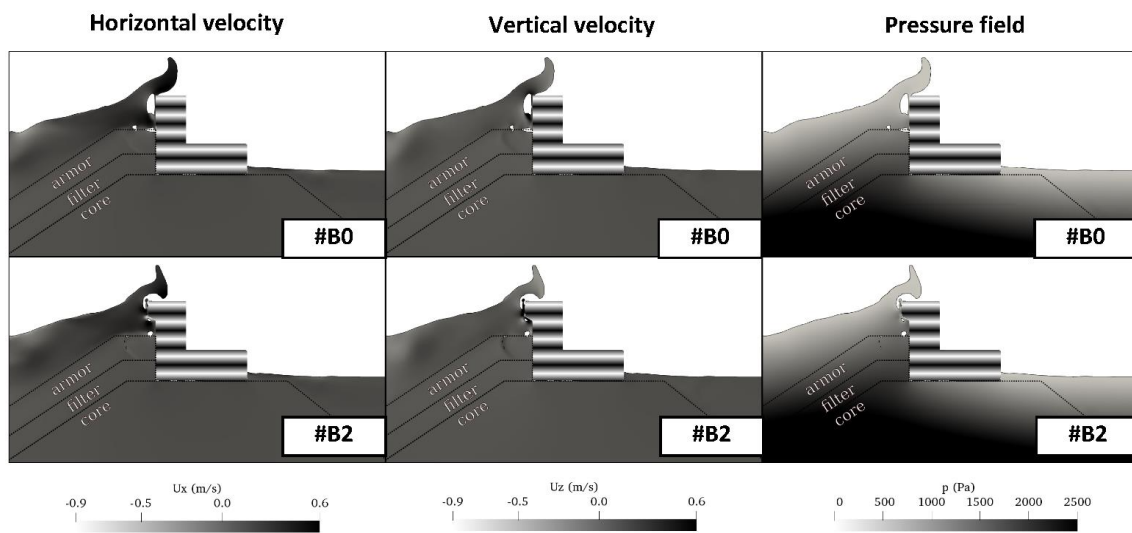 Horizontal velocity
Vertical velocity
Pressure field
armor
filter
core
#B0
armor
filter
core
#B0
armor
filter
core
#B0
armor
filter
core
#B2
armor
filter
core
#B2
armor
filter
core
#B2
Ux (m/s)
-0.9 -0.5 0.0 0.6
Uz (m/s)
-0.9 -0.5 0.0 0.6
p (Pa)
0 500 1000 1500 2000 2500